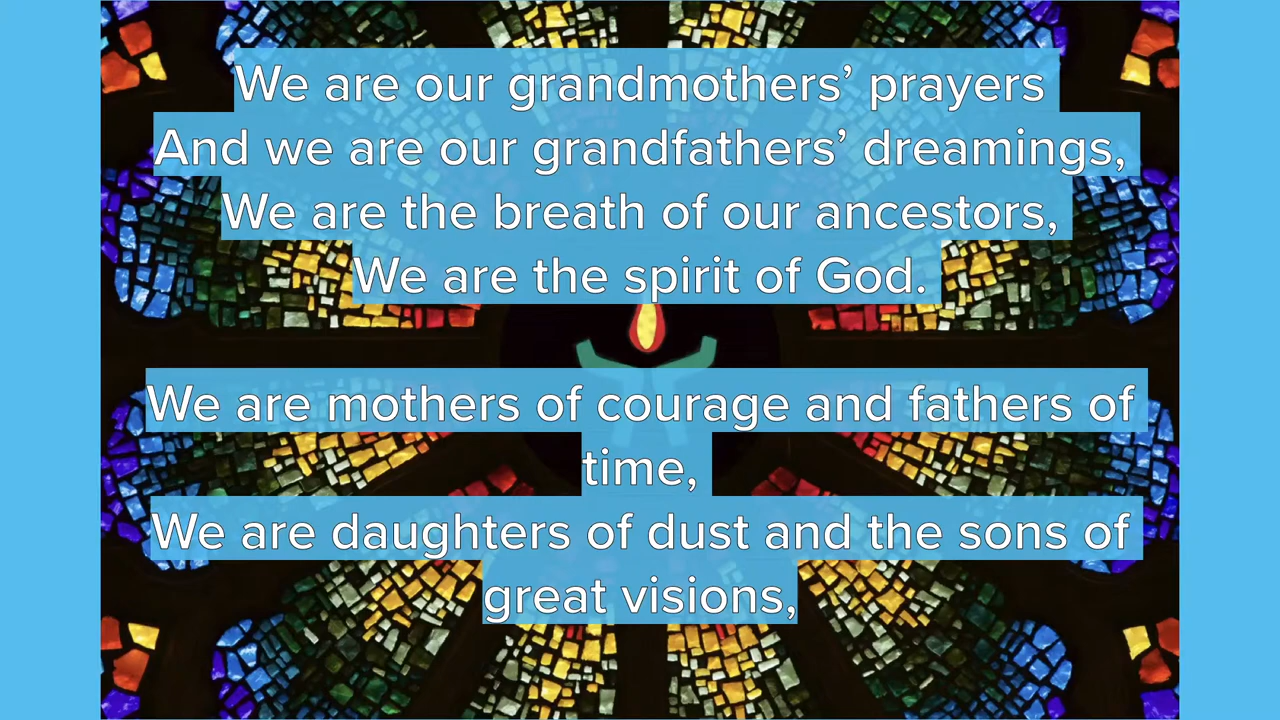 We are our grandmothers’ prayers
And we are our grandfathers’ dreamings,
We are the breath of our ancestors,
We are the spirit of God.
We are mothers of courage and fathers of
time,
We are daughters of dust and the sons of
great visions,